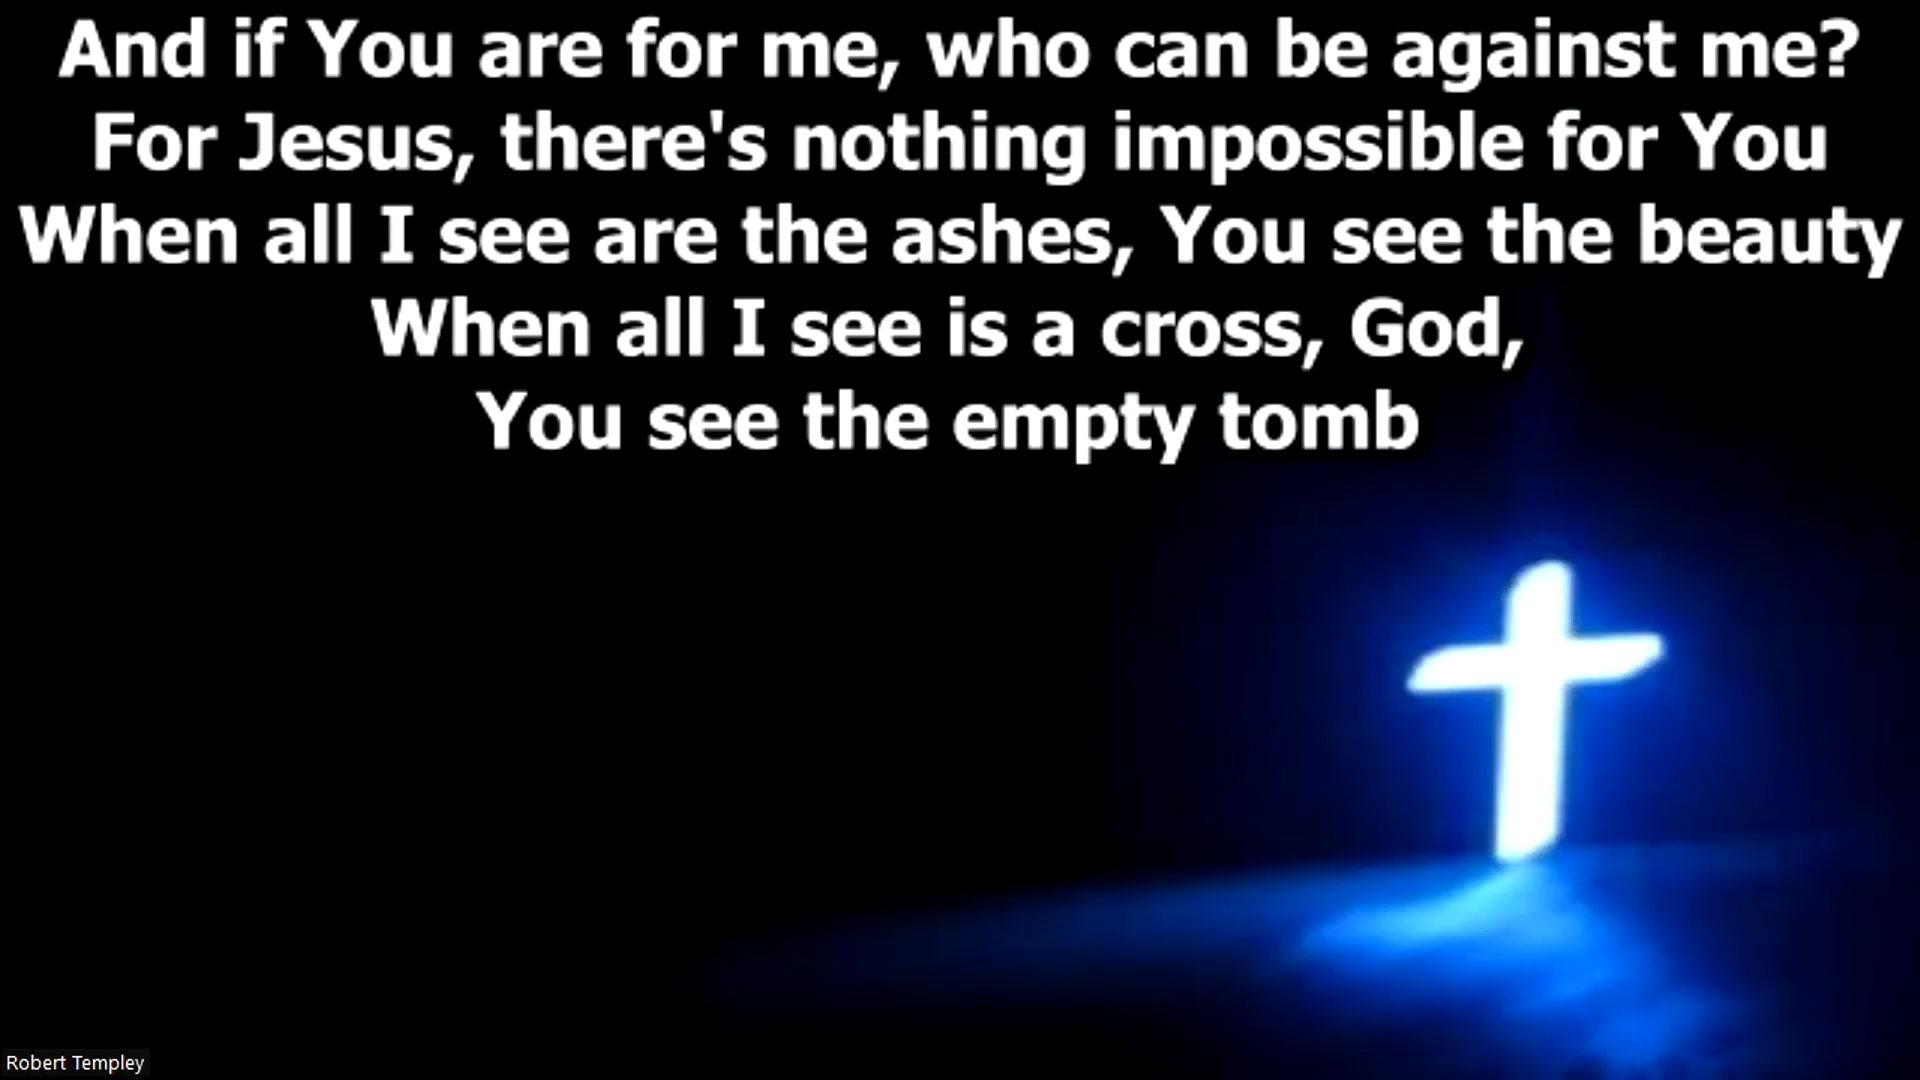 And if You are for me, who can be against me?
For Jesus, there's nothing impossible for You
When all I see are the ashes, You see the beauty
When all I see is a cross, God,
You see the empty tomb
Robert Templey